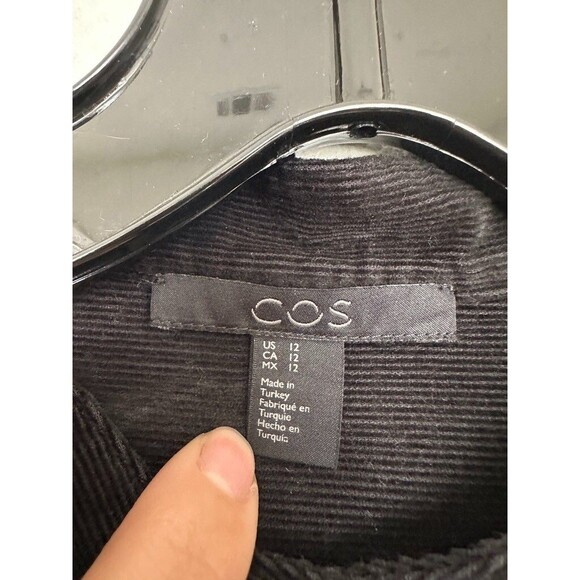 COS
US 12
CA 12
MX 12
Made in
Turkey
Fabriqué en
Turquie
Hecho en
Turquía